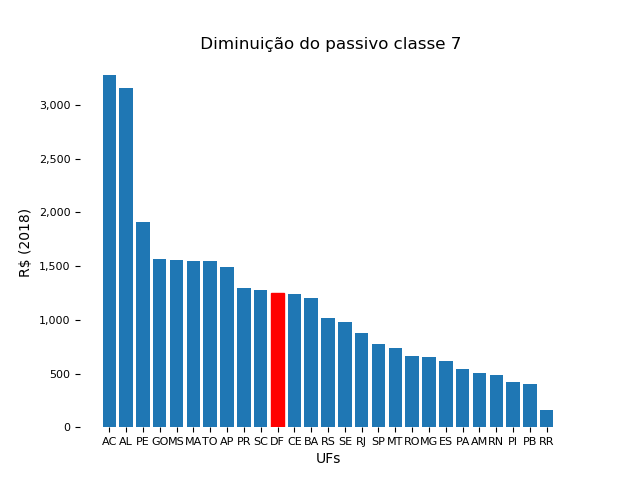 Diminuição do passivo classe 7
3,000
2,500
2,000
1,500
1,000
500
0
R$ (2018)
AC AL PE GO MS MA TO AP PR SC DF CE BA RS SE RJ SP MT RO MG ES PA AM RN PI PB RR
UFs